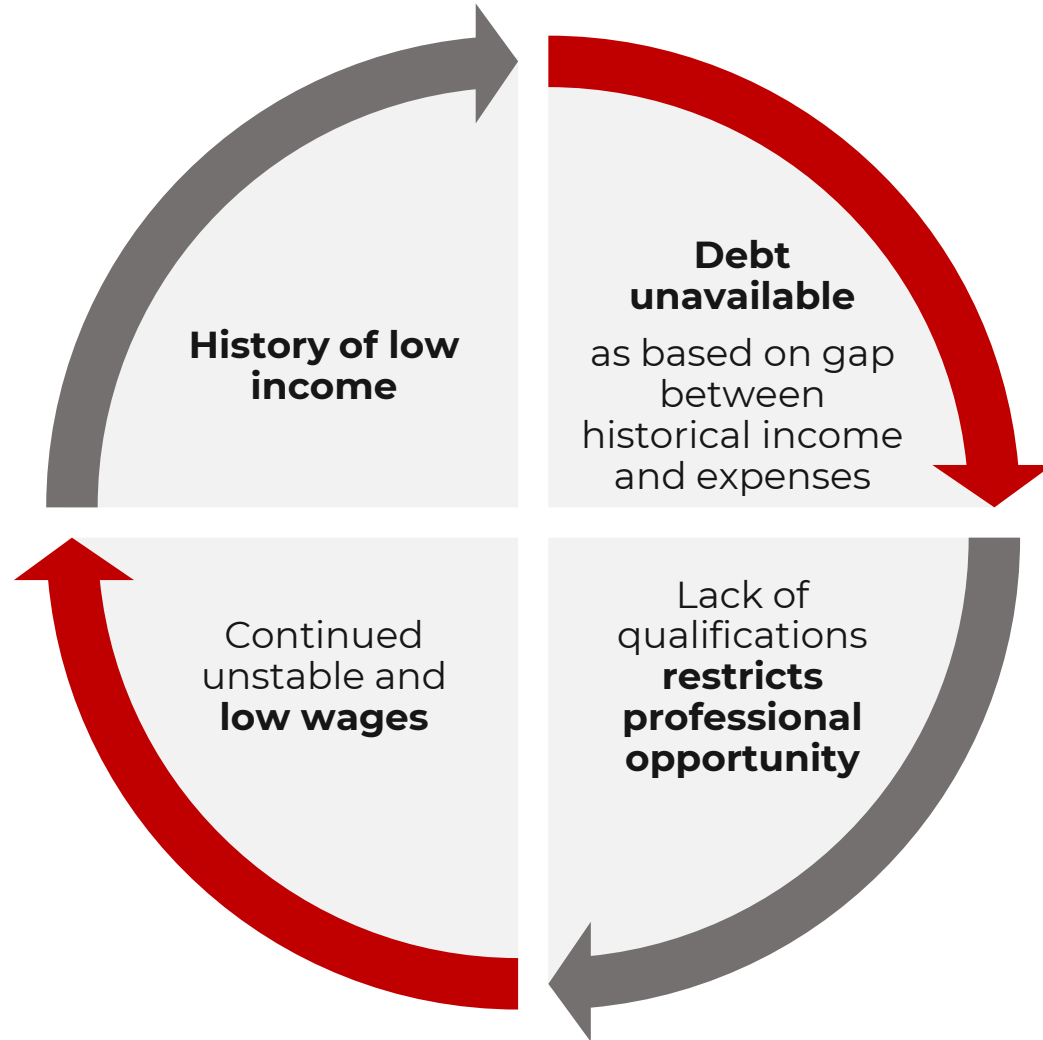 History of low
income
Debt
unavailable
as based on gap
between
historical income
and expenses
Lack of
qualifications
restricts
professional
opportunity
Continued
unstable and
low wages